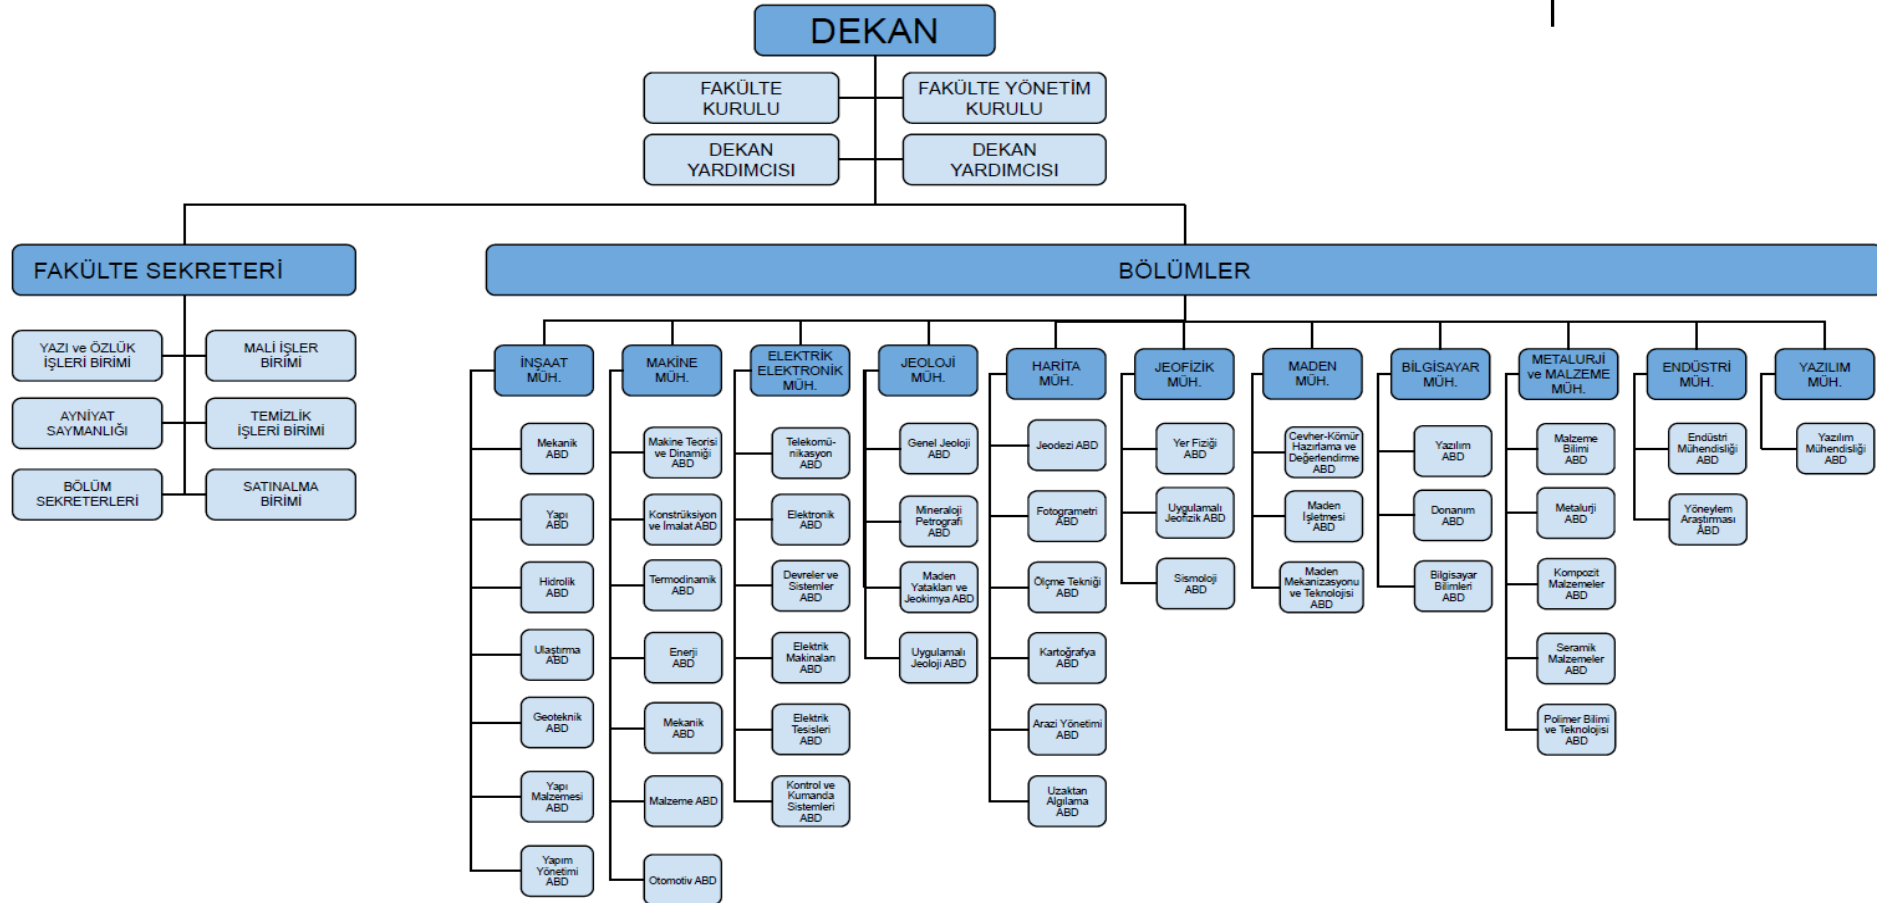 DEKAN
FAKÜLTE
KURULU
FAKÜLTE YÖNETİM
KURULU
DEKAN
YARDIMCISI
DEKAN
YARDIMCISI
FAKÜLTE SEKRETERİ
YAZI ve ÖZLÜK
İŞLERİ BİRİMİ
MALİ İŞLER
BİRİMİ
AYNİYAT
SAYMANLIĞI
TEMİZLİK
İŞLERİ BİRİMİ
BÖLÜM
SEKRETERLERİ
SATINALMA
BİRİMİ
BÖLÜMLER
İNŞAAT
MÜH.
Mekanik
ABD
Yapı
ABD
Hidrolik
ABD
Ulaştırma
ABD
Geoteknik
ABD
Yapı
Malzemesi
ABD
Yapım
Yönetimi
ABD
MAKİNE
MÜH.
Makine Teorisi
ve Dinamiği
ABD
Konstrüksiyon
ve İmalat ABD
Termodinamik
ABD
Enerji
ABD
Mekanik
ABD
Malzeme ABD
Otomotiv ABD
ELEKTRİK
ELEKTRONİK
MÜH.
Telekomü-
nikasyon
ABD
Elektronik
ABD
Devreler ve
Sistemler
ABD
Elektrik
Makinaları
ABD
Elektrik
Tesisleri
ABD
Kontrol ve
Kumanda
Sistemleri
ABD
JEOLOJİ
MÜH.
Genel Jeoloji
ABD
Mineraloji
Petrografi
ABD
Maden
Yatakları ve
Jeokimya ABD
Uygulamalı
Jeoloji ABD
HARİTA
MÜH.
Jeodezi ABD
Fotogrametri
ABD
Ölçme Tekniği
ABD
Kartoğrafya
ABD
Arazi Yönetimi
ABD
Uzaktan
Algılama
ABD
JEOFİZİK
MÜH.
Yer Fiziği
ABD
Uygulamalı
Jeofizik ABD
Sismoloji
ABD
MADEN
MÜH.
Cevher-Kömür
Hazırlama ve
Değerlendirme
ABD
Maden
İşletmesi
ABD
Maden
Mekanizasyonu
ve Teknolojisi
ABD
BİLGİSAYAR
MÜH.
Yazılım
ABD
Donanım
ABD
Bilgisayar
Bilimleri
ABD
METALURJİ
ve MALZEME
MÜH.
Malzeme
Bilimi
ABD
Metalurji
ABD
Kompozit
Malzemeler
ABD
Seramik
Malzemeler
ABD
Polimer Bilimi
ve Teknolojisi
ABD
ENDÜSTRİ
MÜH.
Endüstri
Mühendisliği
ABD
Yöneylem
Araştırması
ABD
YAZILIM
MÜH.
Yazılım
Mühendisliği
ABD